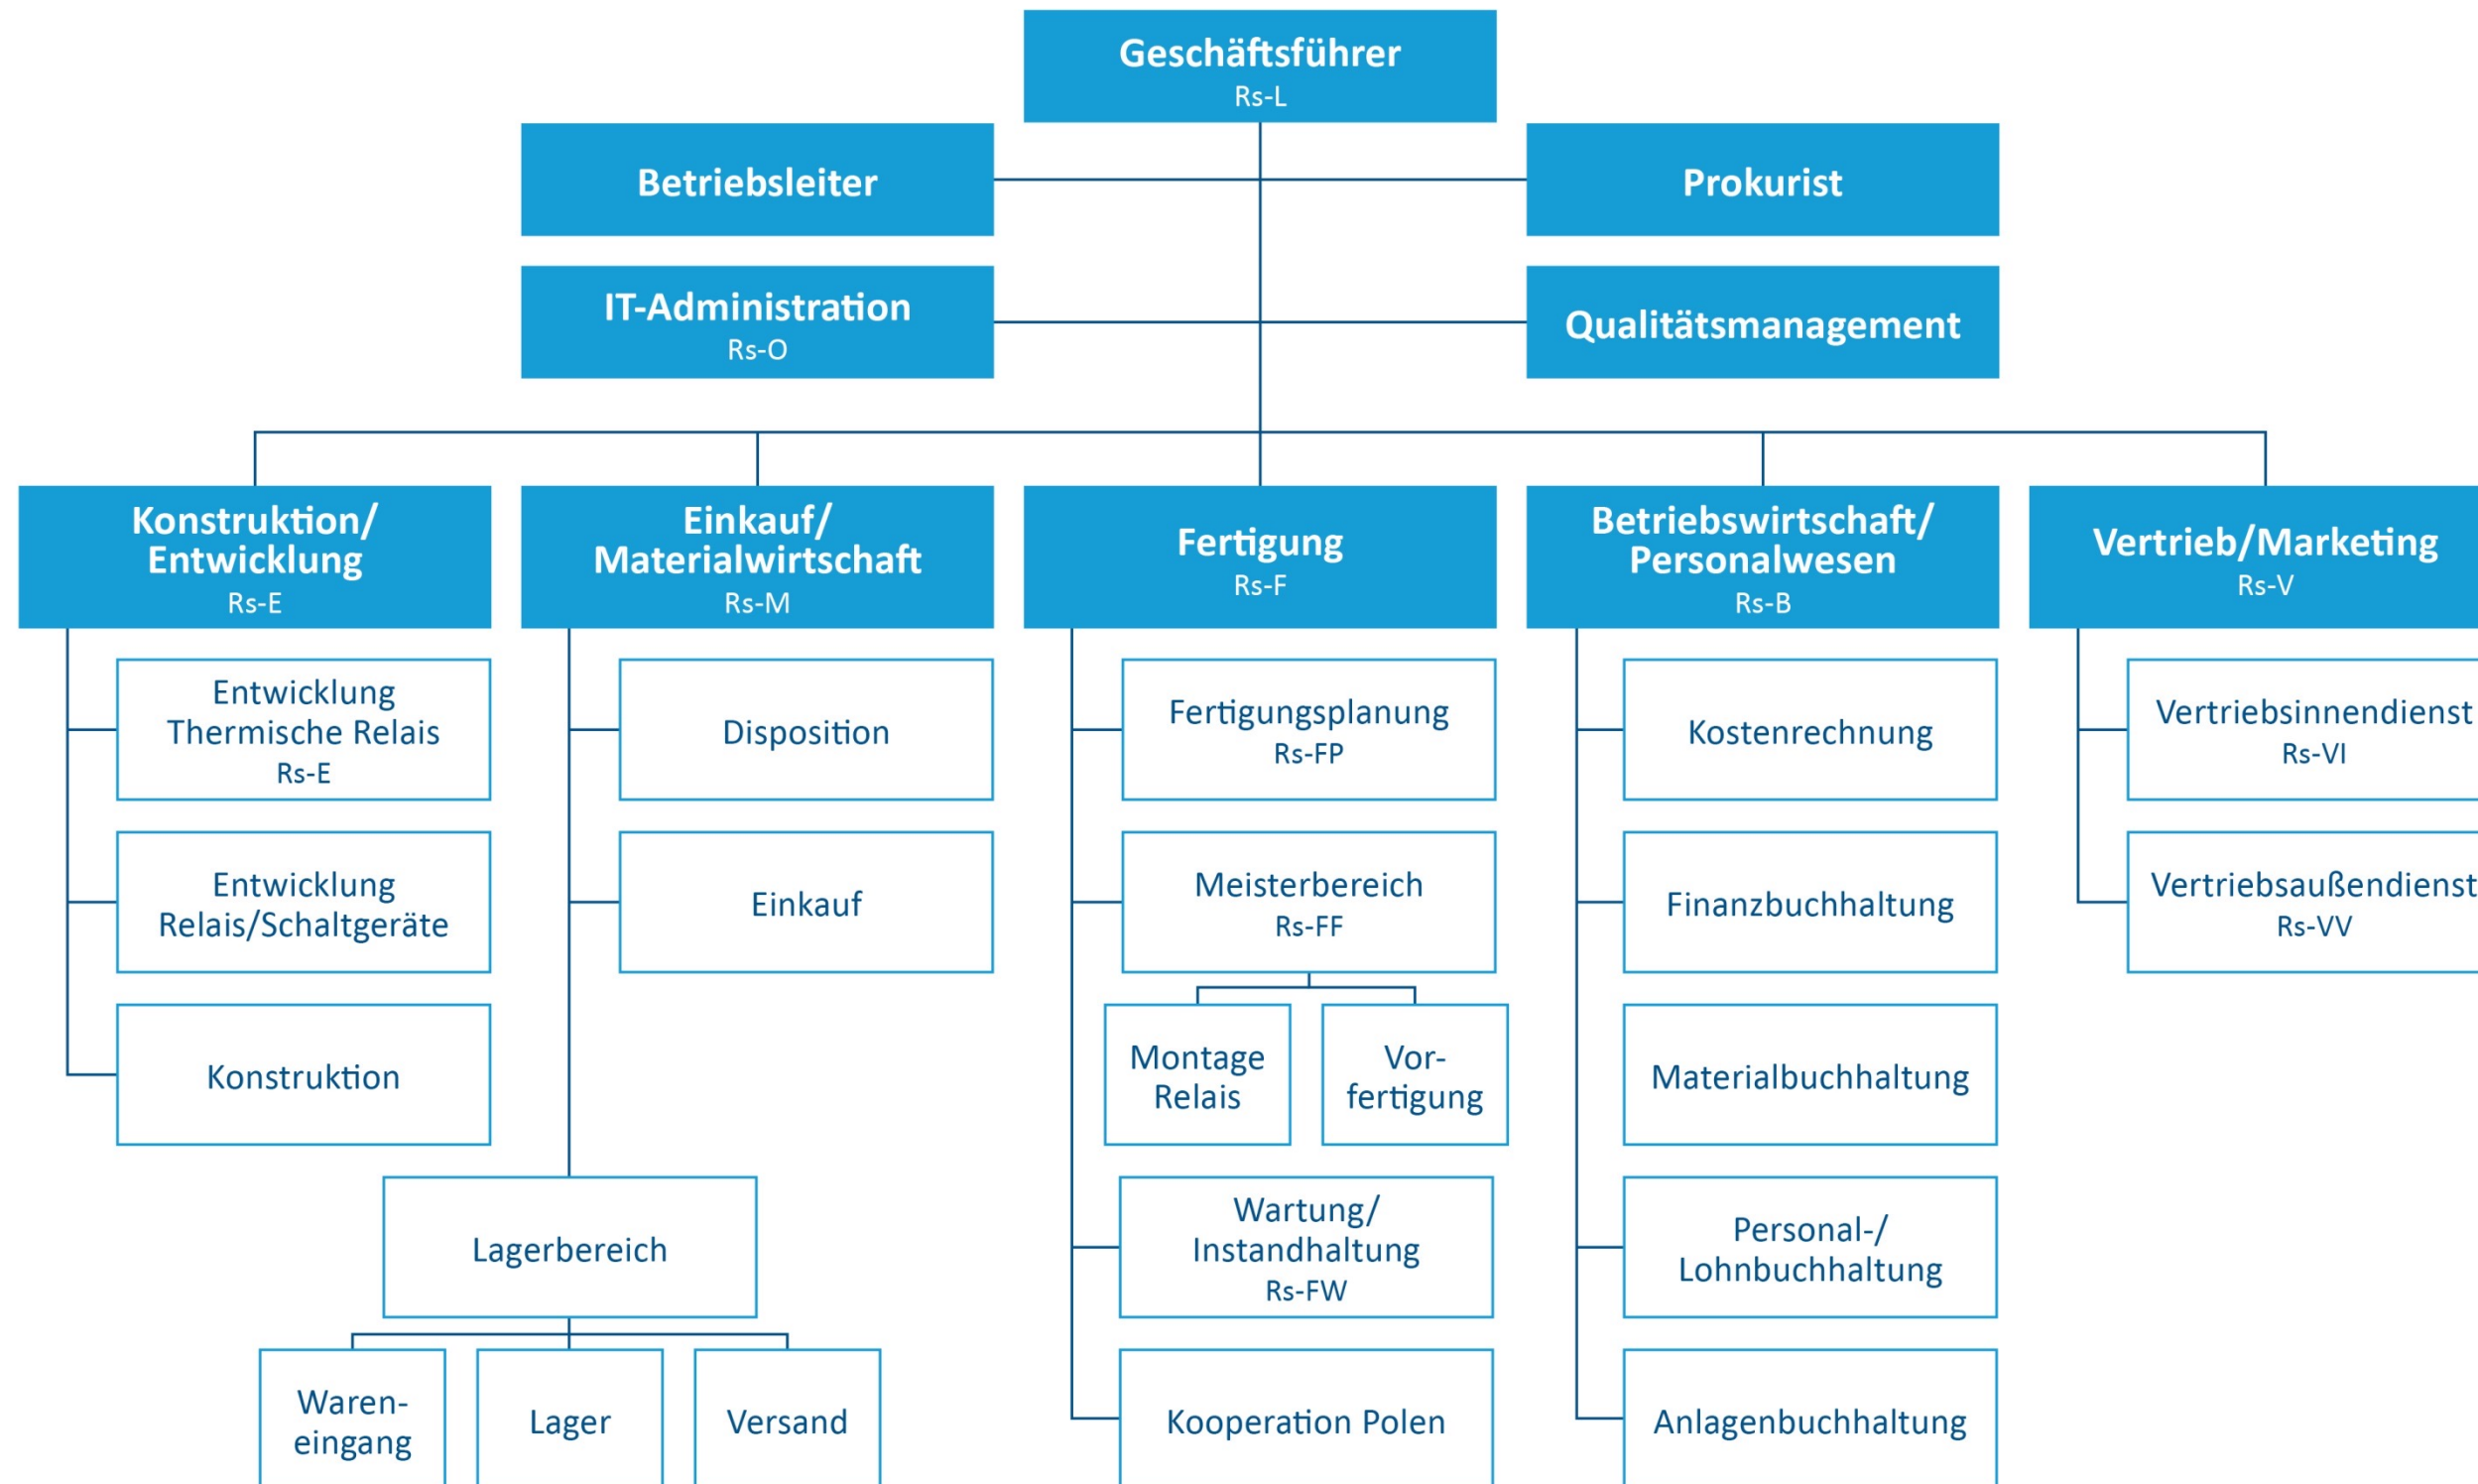 Geschäftsführer
Rs-L
Betriebsleiter
Prokurist
IT-Administration
Rs-O
Qualitätsmanagement
Konstruktion/
Entwicklung
Rs-E
Einkauf/
Materialwirtschaft
Rs-M
Fertigung
Rs-F
Betriebswirtschaft/
Personalwesen
Rs-B
Vertrieb/Marketing
Rs-V
Entwicklung
Thermische Relais
Rs-E
Entwicklung
Relais/Schaltgeräte
Konstruktion
Disposition
Einkauf
Lagerbereich
Waren-
eingang
Lager
Versand
Fertigungsplanung
Rs-FP
Meisterbereich
Rs-FF
Montage
Relais
Vor-
fertigung
Wartung/
Instandhaltung
Rs-FW
Kooperation Polen
Kostenrechnung
Finanzbuchhaltung
Materialbuchhaltung
Personal-/
Lohnbuchhaltung
Anlagenbuchhaltung
Vertriebsinnendienst
Rs-VI
Vertriebsaußendienst
Rs-VV